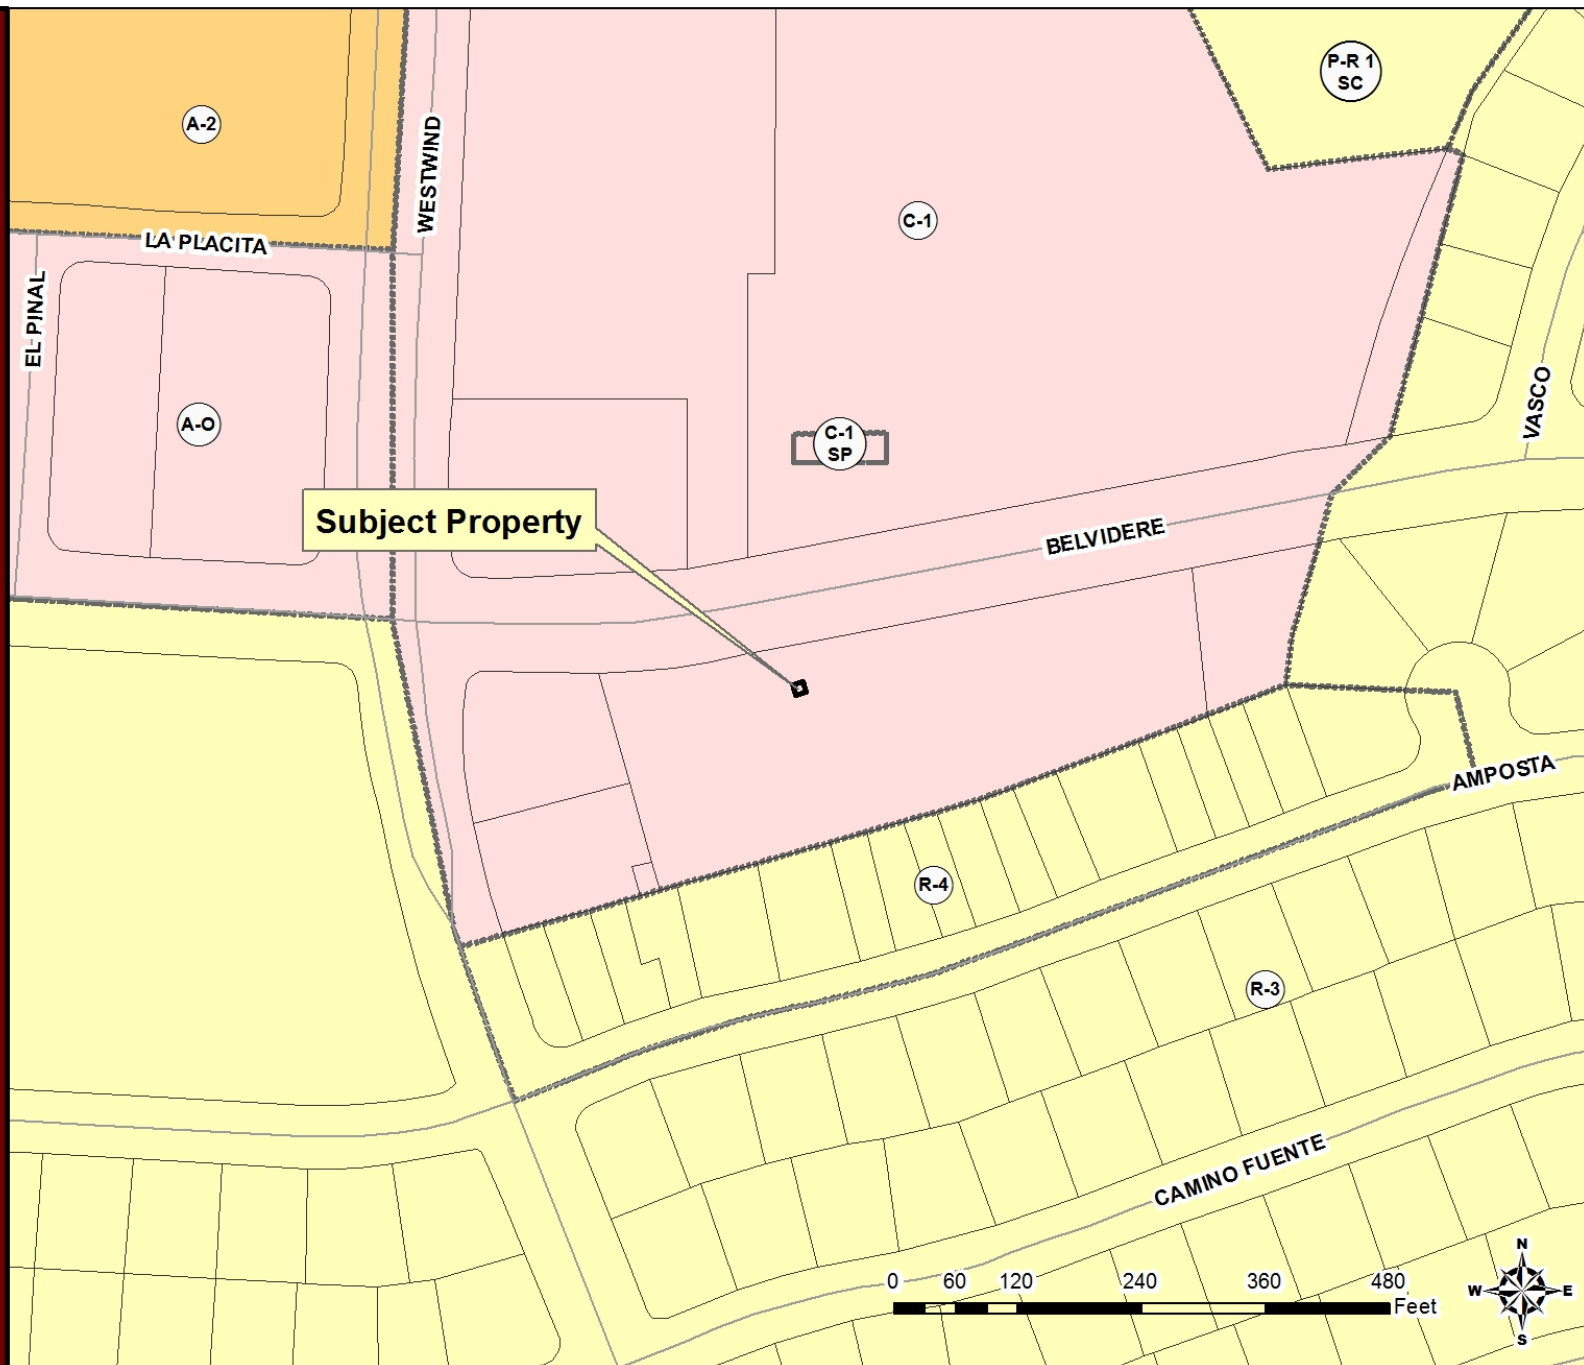 P-R 1
SC
A-2
WESTWIND
C-1
LA PLACITA
EL PINAL
A-O
C-1
SP
VASCO
Subject Property
BELVIDERE
AMPOSTA
R-4
R-3
CAMINO FUENTE
N
W
E
S
0 60 120 240 360 480
Feet